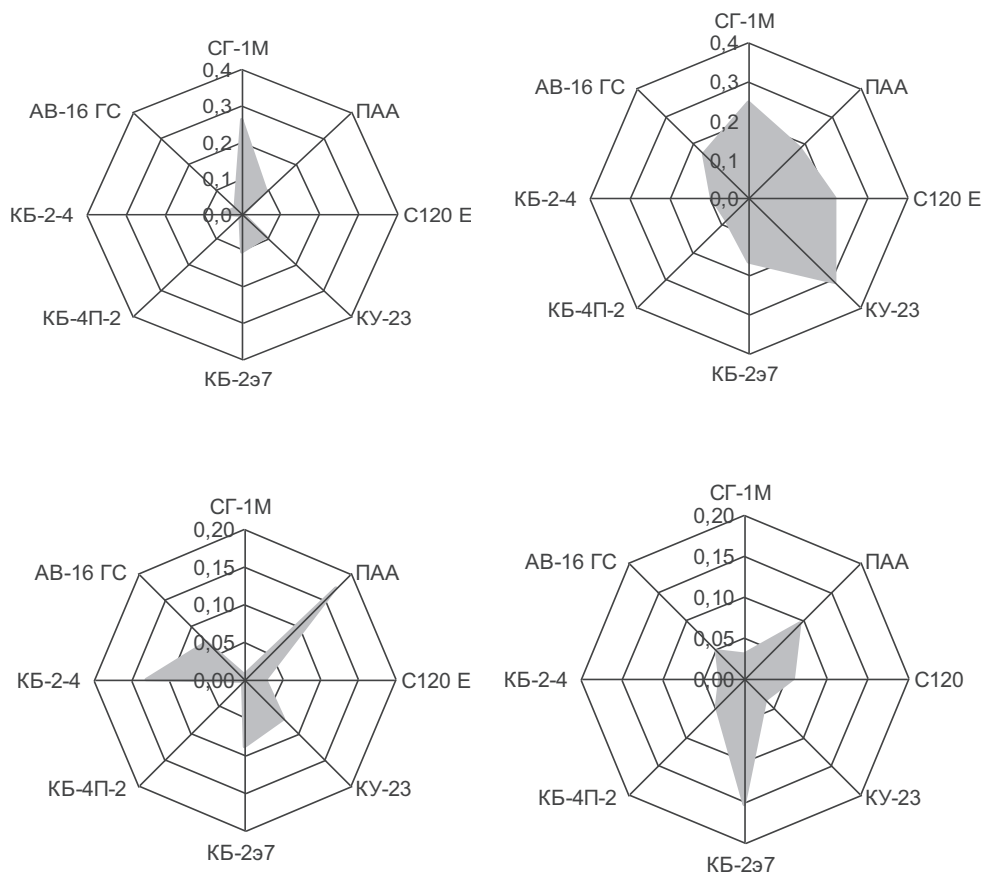 СГ-1М
0,4
ПАА
0,3
АВ-16 ГС
0,2
0,1
КБ-2-4
0,0
С120 Е
КБ-4П-2
КУ-23
КБ-2э7
СГ-1М
0,4
ПАА
0,3
АВ-16 ГС
0,2
0,1
КБ-2-4
0,0
С120 Е
КБ-4П-2
КУ-23
КБ-2э7
СГ-1М
0,20
АВ-16 ГС
0,15
ПАА
0,10
0,05
КБ-2-4
0,00
С120 Е
КБ-4П-2
КУ-23
КБ-2э7
СГ-1М
0,20
АВ-16 ГС
0,15
ПАА
0,10
0,05
КБ-2-4
0,00
С120
КБ-4П-2
КУ-23
КБ-2э7